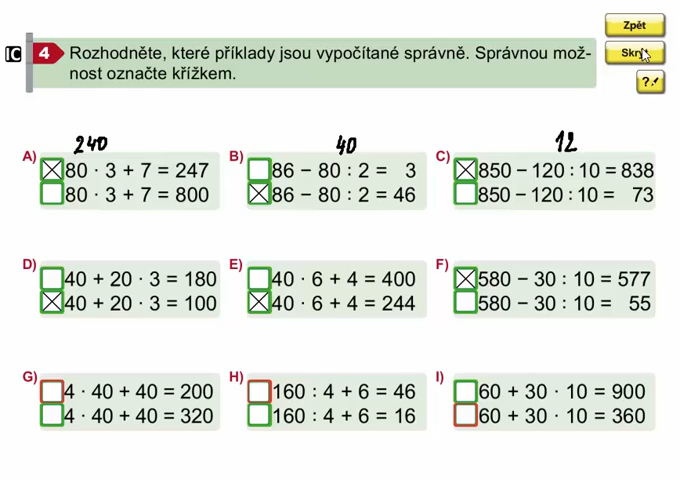 Zpět
4 Rozhodněte, které příklady jsou vypočítané správně. Správnou mož-
nost označte křížkem.
?
240 40 12
A) 80 · 3 + 7 = 247 B) 86 − 80 : 2 = 3 C) 850 − 120 : 10 = 838
80 · 3 + 7 = 800 86 − 80 : 2 = 46 850 − 120 : 10 = 73
D) 40 + 20 · 3 = 180 E) 40 · 6 + 4 = 400 F) 580 − 30 : 10 = 577
40 + 20 · 3 = 100 40 · 6 + 4 = 244 580 − 30 : 10 = 55
G) 4 · 40 + 40 = 200 H) 160 : 4 + 6 = 46 I) 60 + 30 · 10 = 900
4 · 40 + 40 = 320 160 : 4 + 6 = 16 60 + 30 · 10 = 360